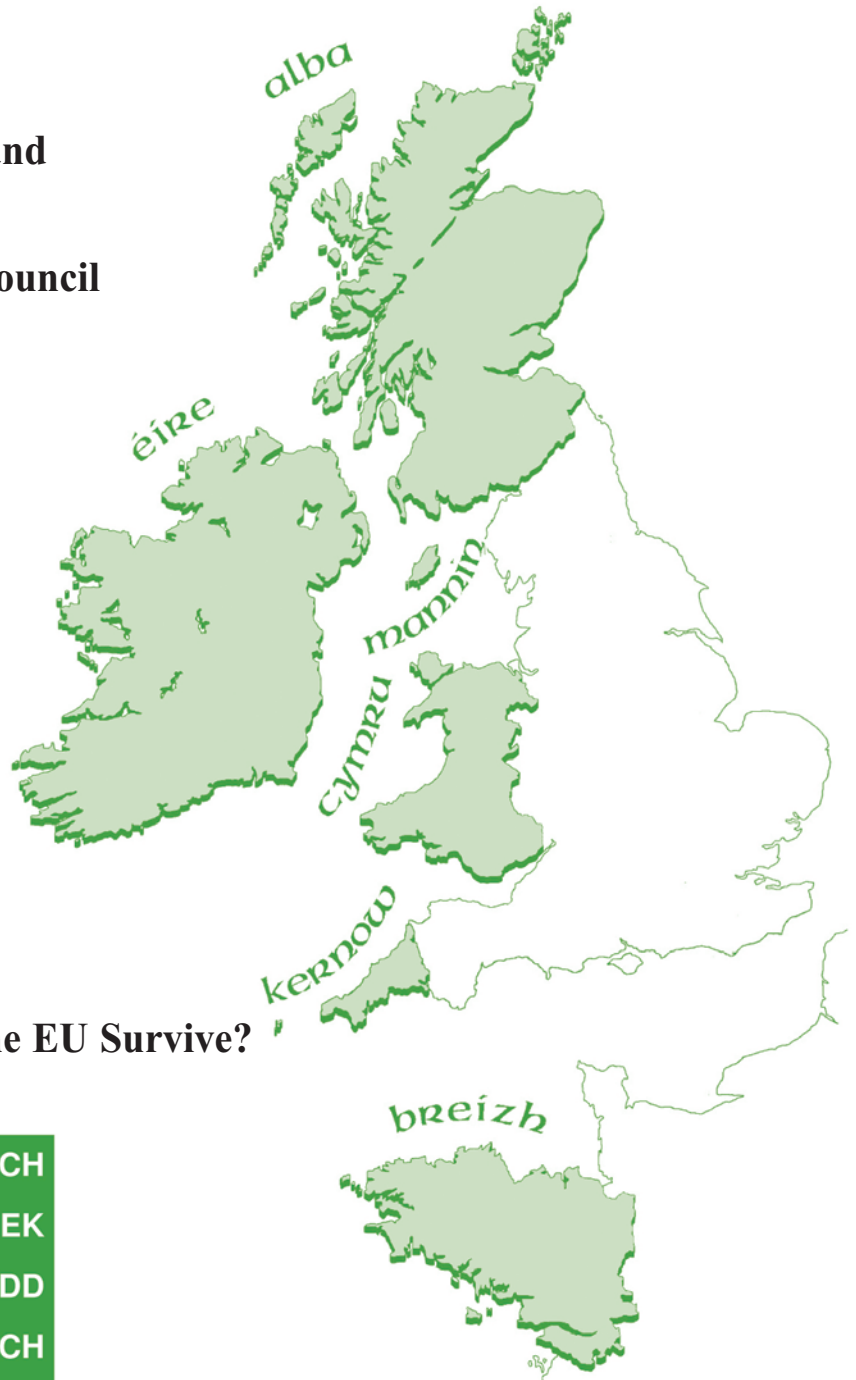 alba
nd
ouncil
éire
mannin
cymru
kernow
e EU Survive?
breizh
CH
EK
DD
CH